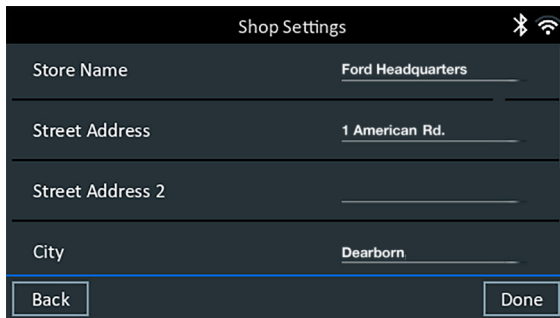 Shop Settings
Store Name Ford Headquarters
Street Address 1 American Rd.
Street Address 2
City Dearborn
Back Done